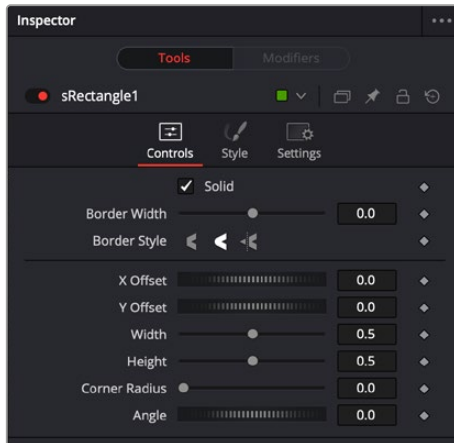 Inspector
Tools Modifiers
sRectangle1
Controls Style Settings
Solid
Border Width 0.0
Border Style
X Offset 0.0
Y Offset 0.0
Width 0.5
Height 0.5
Corner Radius 0.0
Angle 0.0